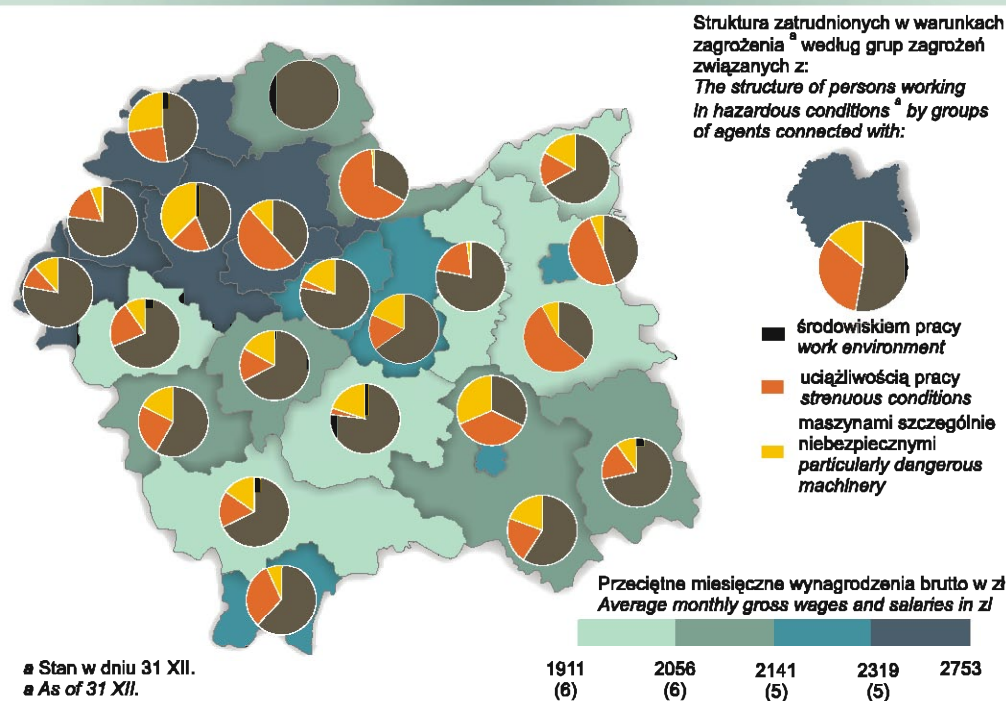 Struktura zatrudnionych w warunkach
zagrożenia a według grup zagrożeń
związanych z:
The structure of persons working
in hazardous conditions a by groups
of agents connected with:
środowiskiem pracy
work environment
uciążliwością pracy
strenuous conditions
maszynami szczególnie
niebezpiecznymi
particularly dangerous
machinery
Przeciętne miesięczne wynagrodzenia brutto w zł
Average monthly gross wages and salaries in zl
1911 2056 2141 2319 2753
(6) (6) (5) (5)
a Stan w dniu 31 XII.
a As of 31 XII.